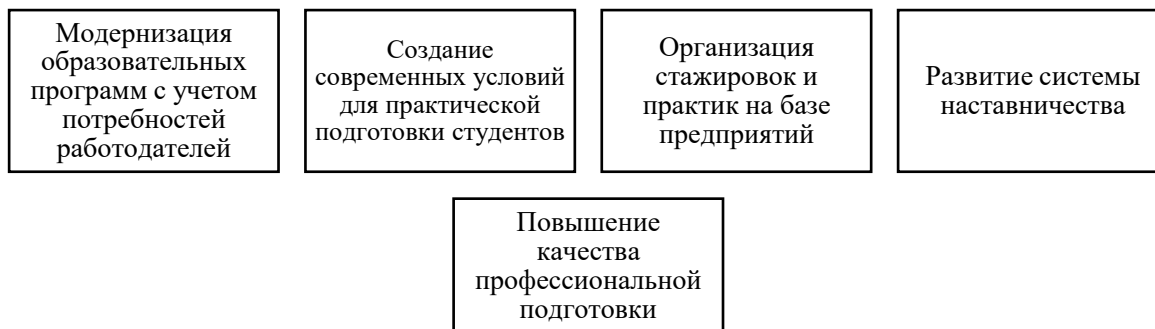 Модернизация
образовательных
программ с учетом
потребностей
работодателей
Создание
современных условий
для практической
подготовки студентов
Организация
стажировок и
практик на базе
предприятий
Развитие системы
наставничества
Повышение
качества
профессиональной
подготовки